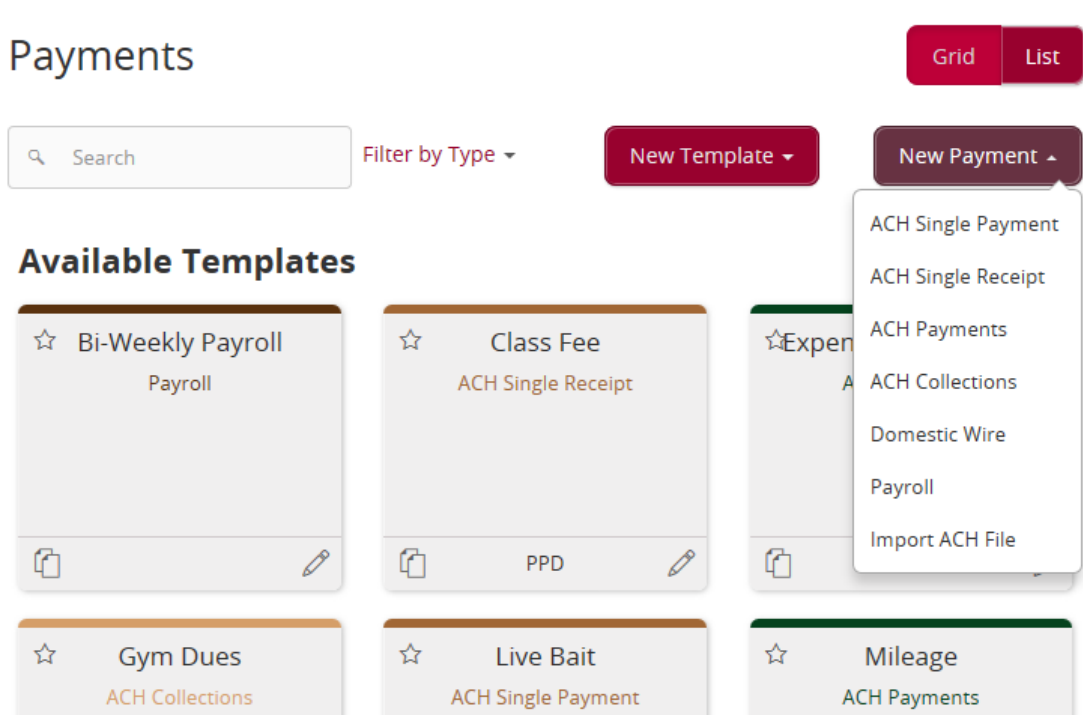 Payments
Grid
List
Search
Filter by Type
New Template
New Payment
ACH Single Payment
ACH Single Receipt
ACH Payments
ACH Collections
Domestic Wire
Payroll
Import ACH File
Available Templates
Bi-Weekly Payroll
Payroll
Class Fee
ACH Single Receipt
PPD
Gym Dues
ACH Collections
Live Bait
ACH Single Payment
Mileage
ACH Payments